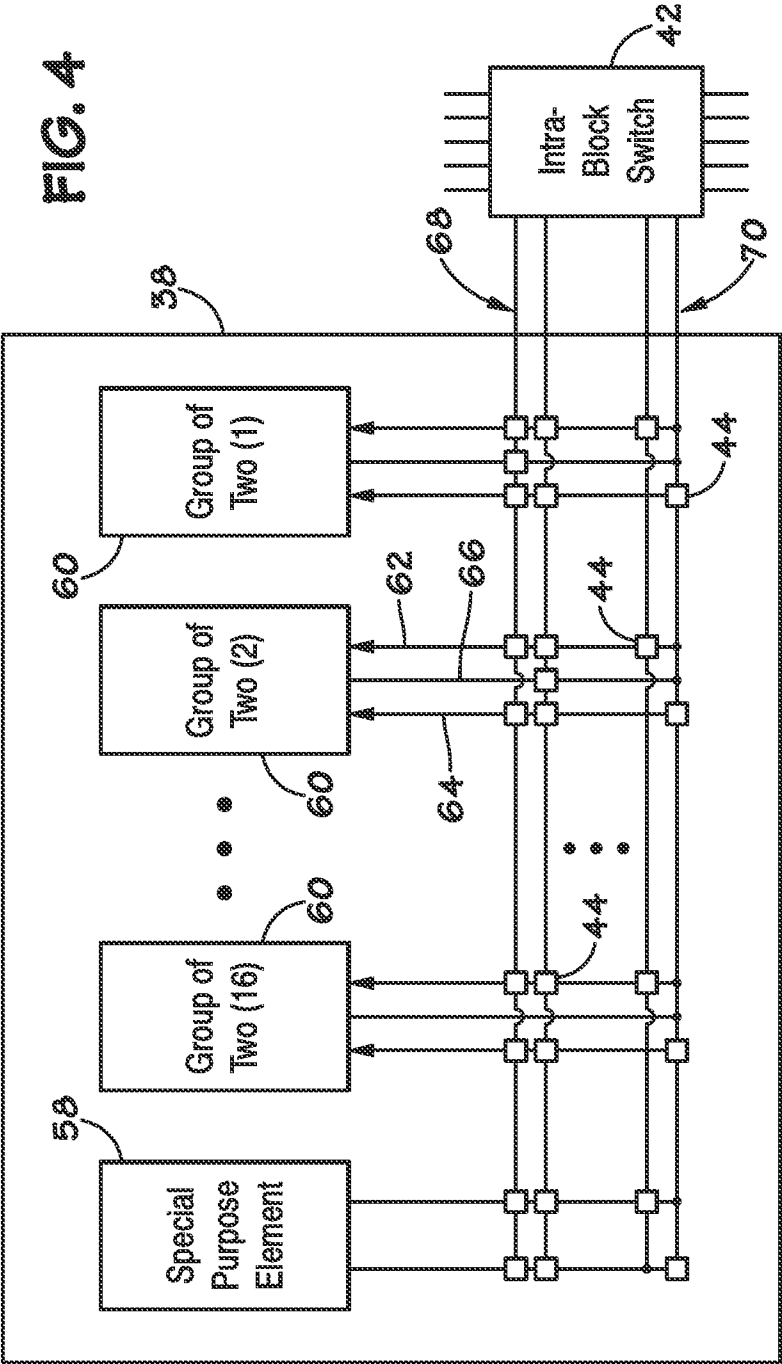 FIG. 4
58
60
38
Special
Purpose
Element
Group of
Two (16)
Group of
Two (2)
Group of
Two (1)
60
60
62
64
66
68
Intra-
Block
Switch
44
44
42
44
70